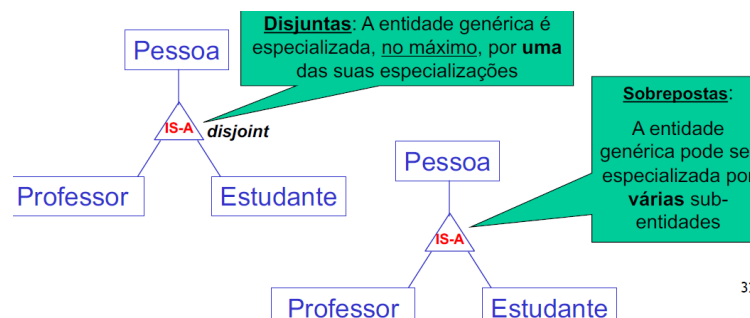 Pessoa
IS-A
disjoint
Professor
Estudante
Disjuntas: A entidade genérica é
especializada, no máximo, por uma
das suas especializações
Pessoa
IS-A
Professor
Estudante
Sobrepostas:
A entidade
genérica pode se
especializada por
várias sub-
entidades